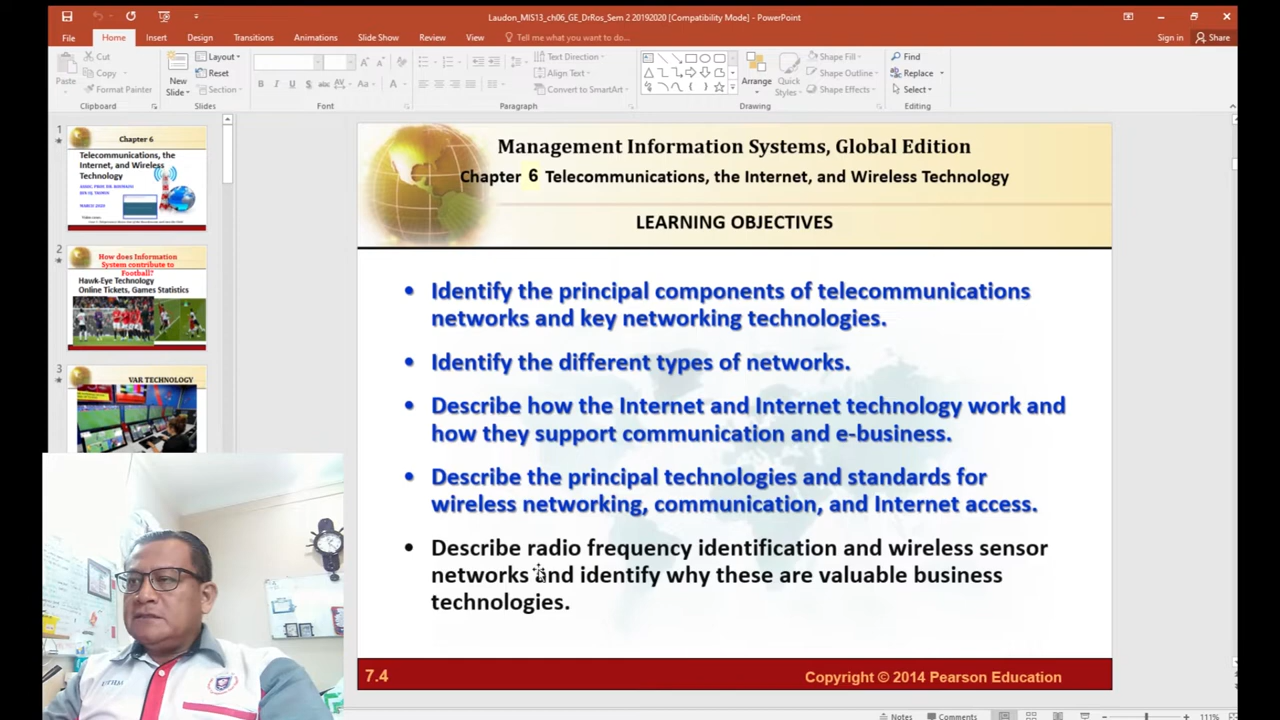 Laudon_MIS13_ch06_GE_DrRos_Sem 2 20192020 [Compatibility Mode] - PowerPoint
File Home Insert Design Transitions Animations Slide Show Review View Tell me what you want to do... Sign in Share
Paste
Cut
Copy
Format Painter
Clipboard
New
Slide
Layout
Reset
Section
Slides
Font
Paragraph
Text Direction
Align Text
Convert to SmartArt
Arrange
Quick
Styles
Shape Fill
Shape Outline
Shape Effects
Drawing
Find
Replace
Select
Editing
1
Chapter 6
Telecommunications, the
Internet, and Wireless
Technology
MARCH 2020
2
How does Information
System contribute to
Football?
Hawk-Eye Technology
Online Tickets, Games Statistics
3
VAR TECHNOLOGY
Management Information Systems, Global Edition
Chapter 6 Telecommunications, the Internet, and Wireless Technology
LEARNING OBJECTIVES
• Identify the principal components of telecommunications
networks and key networking technologies.
• Identify the different types of networks.
• Describe how the Internet and Internet technology work and
how they support communication and e-business.
• Describe the principal technologies and standards for
wireless networking, communication, and Internet access.
• Describe radio frequency identification and wireless sensor
networks and identify why these are valuable business
technologies.
7.4
Copyright © 2014 Pearson Education
Notes Comments 111%